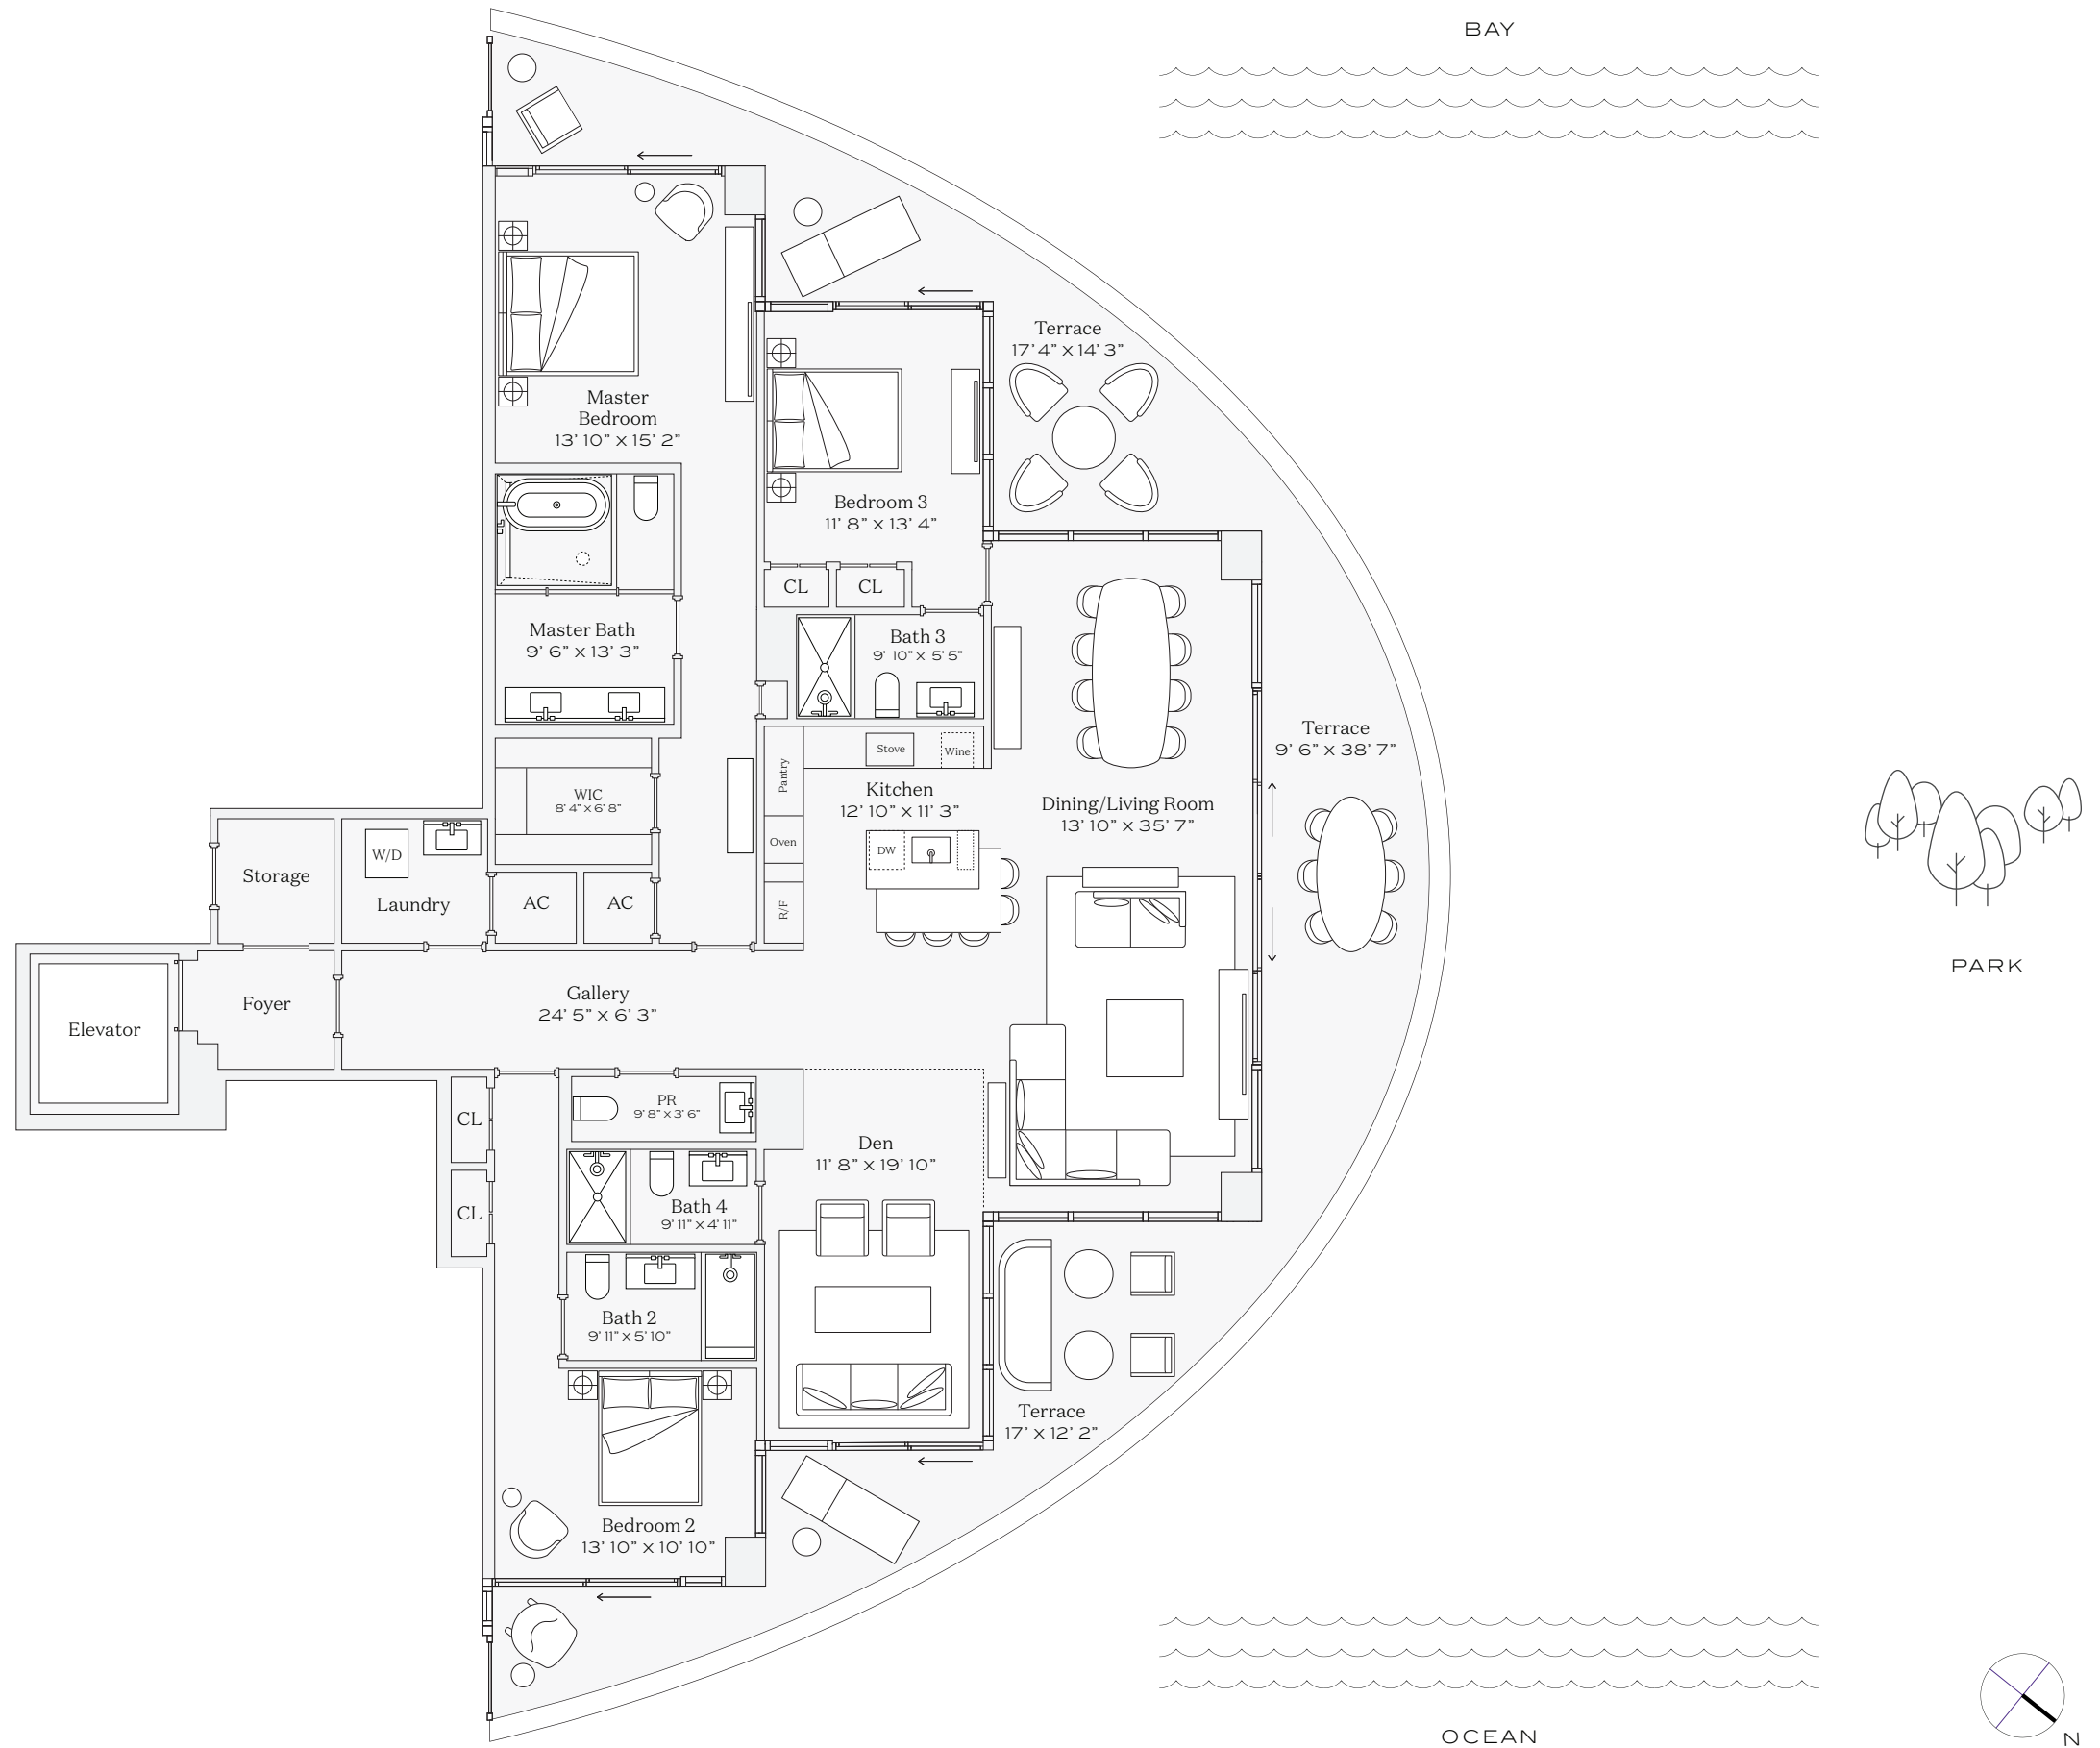 BAY
Terrace
17' 4” x 14' 3”
Master
Bedroom
13' 10” x 15' 2”
Bedroom 3
11' 8” x 13' 4”
CL
CL
Master Bath
9' 6” x 13' 3”
Bath 3
9' 10” x 5' 5”
Stove
Wine
Pantry
Terrace
9' 6” x 38' 7”
WIC
8' 4” x 6' 8”
Kitchen
12' 10” x 11' 3”
Dining/Living Room
13' 10” x 35' 7”
Oven
DW
W/D
Storage
Laundry
AC
AC
R/F
PARK
Elevator
Foyer
Gallery
24' 5” x 6' 3”
CL
PR
9' 8” x 3' 6”
Den
11' 8” x 19' 10”
CL
Bath 4
9' 11” x 4' 11”
Bath 2
9' 11” x 5' 10”
Terrace
17' x 12' 2”
Bedroom 2
13' 10” x 10' 10”
OCEAN
N